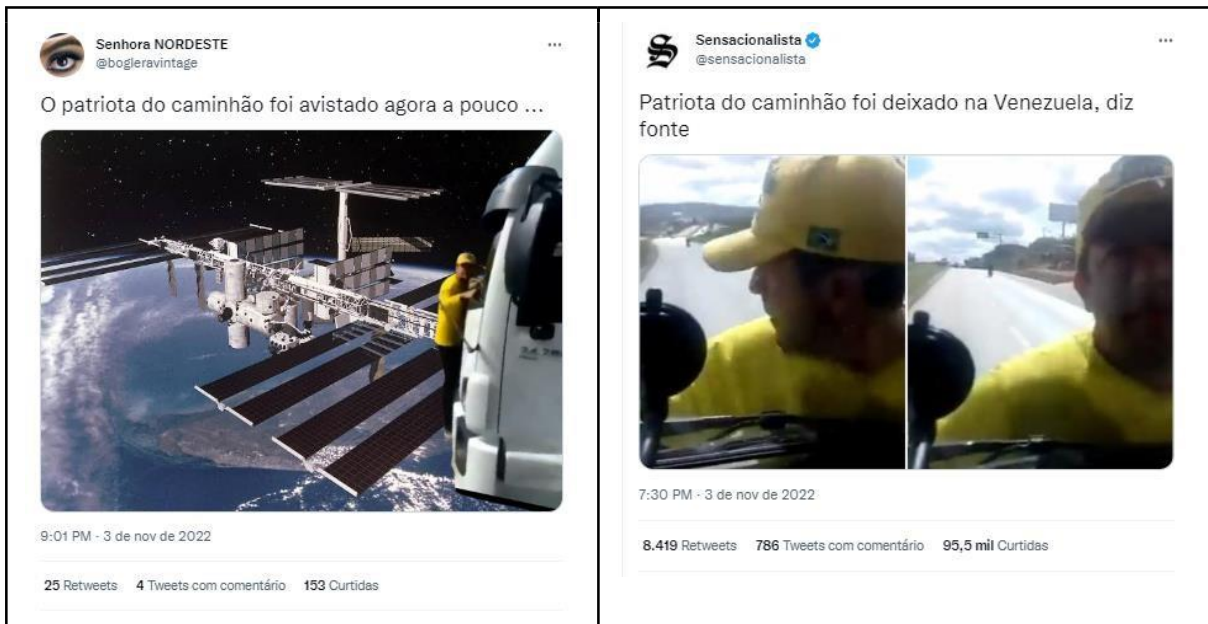 Senhora NORDESTE
@bogleravintage
O patriota do caminhão foi avistado agora a pouco ...
9:01 PM · 3 de nov de 2022
25 Retweets 4 Tweets com comentário 153 Curtidas
Sensacionalista
@sensacionalista
Patriota do caminhão foi deixado na Venezuela, diz
fonte
7:30 PM · 3 de nov de 2022
8.419 Retweets 786 Tweets com comentário 95,5 mil Curtidas